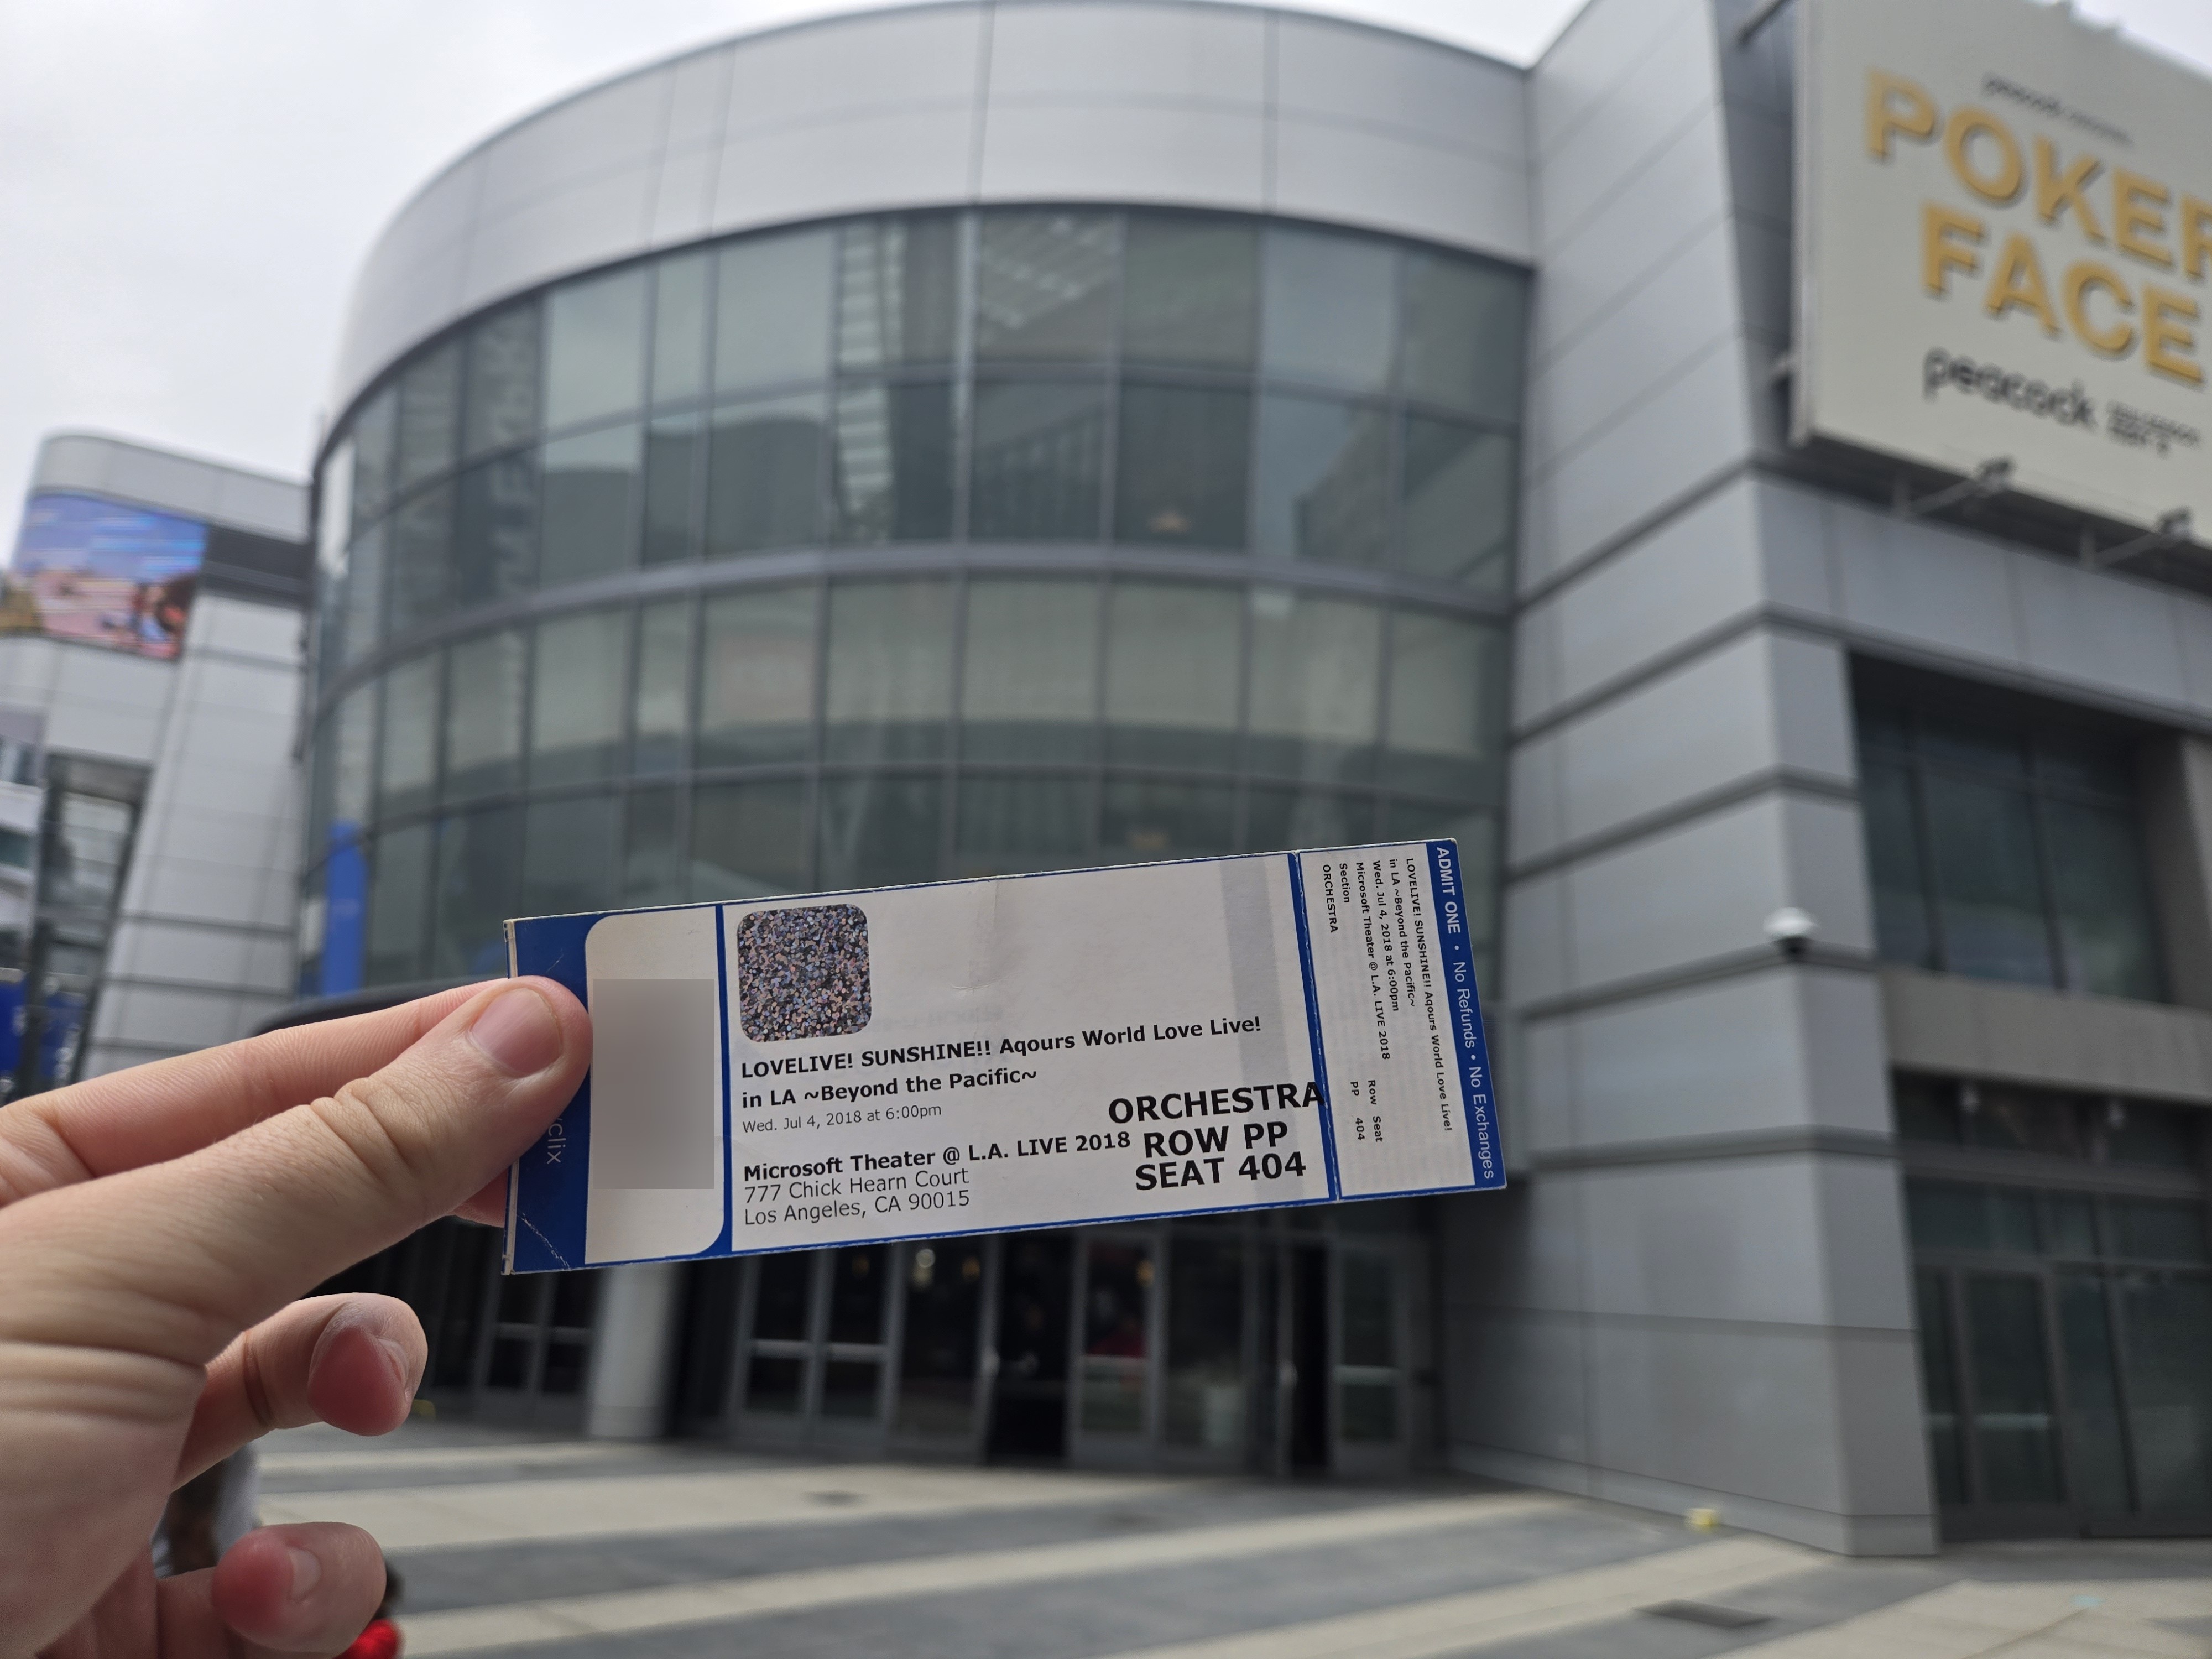 POKER
FACE
peacock
clix
LOVELIVE! SUNSHINE!! Aqours World Love Live!
in LA ~Beyond the Pacific~
Wed. Jul 4, 2018 at 6:00pm
Microsoft Theater @ L.A. LIVE 2018
777 Chick Hearn Court
Los Angeles, CA 90015
ORCHESTRA
ROW PP
SEAT 404
ADMIT ONE • No Refunds • No Exchanges
LOVELIVE! SUNSHINE!! Aqours World Love Live!
in LA ~Beyond the Pacific~
Wed. Jul 4, 2018 at 6:00pm
Microsoft Theater @ L.A. LIVE 2018
Section Row Seat
ORCHESTRA PP 404